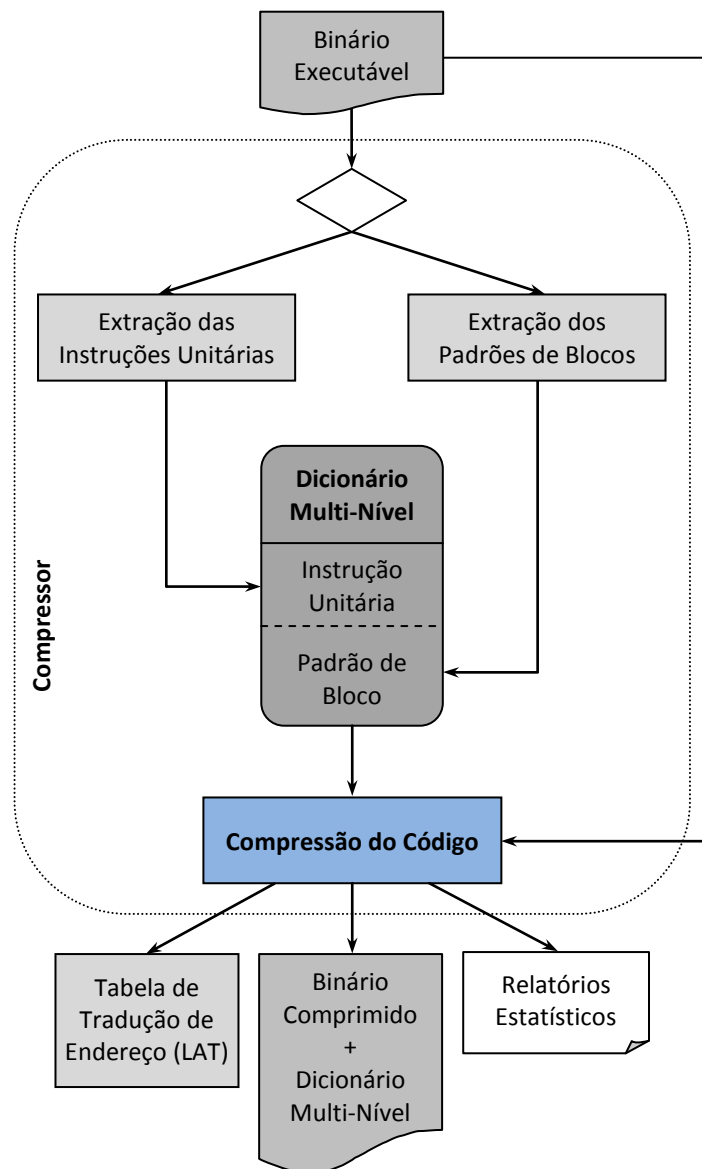 Binário
Executável
Extração das
Instruções Unitárias
Extração dos
Padrões de Blocos
Dicionário
Multi-Nível
Instrução
Unitária
Padrão de
Bloco
Compressor
Compressão do Código
Tabela de
Tradução de
Endereço (LAT)
Binário
Comprimido
+
Dicionário
Multi-Nível
Relatórios
Estatísticos